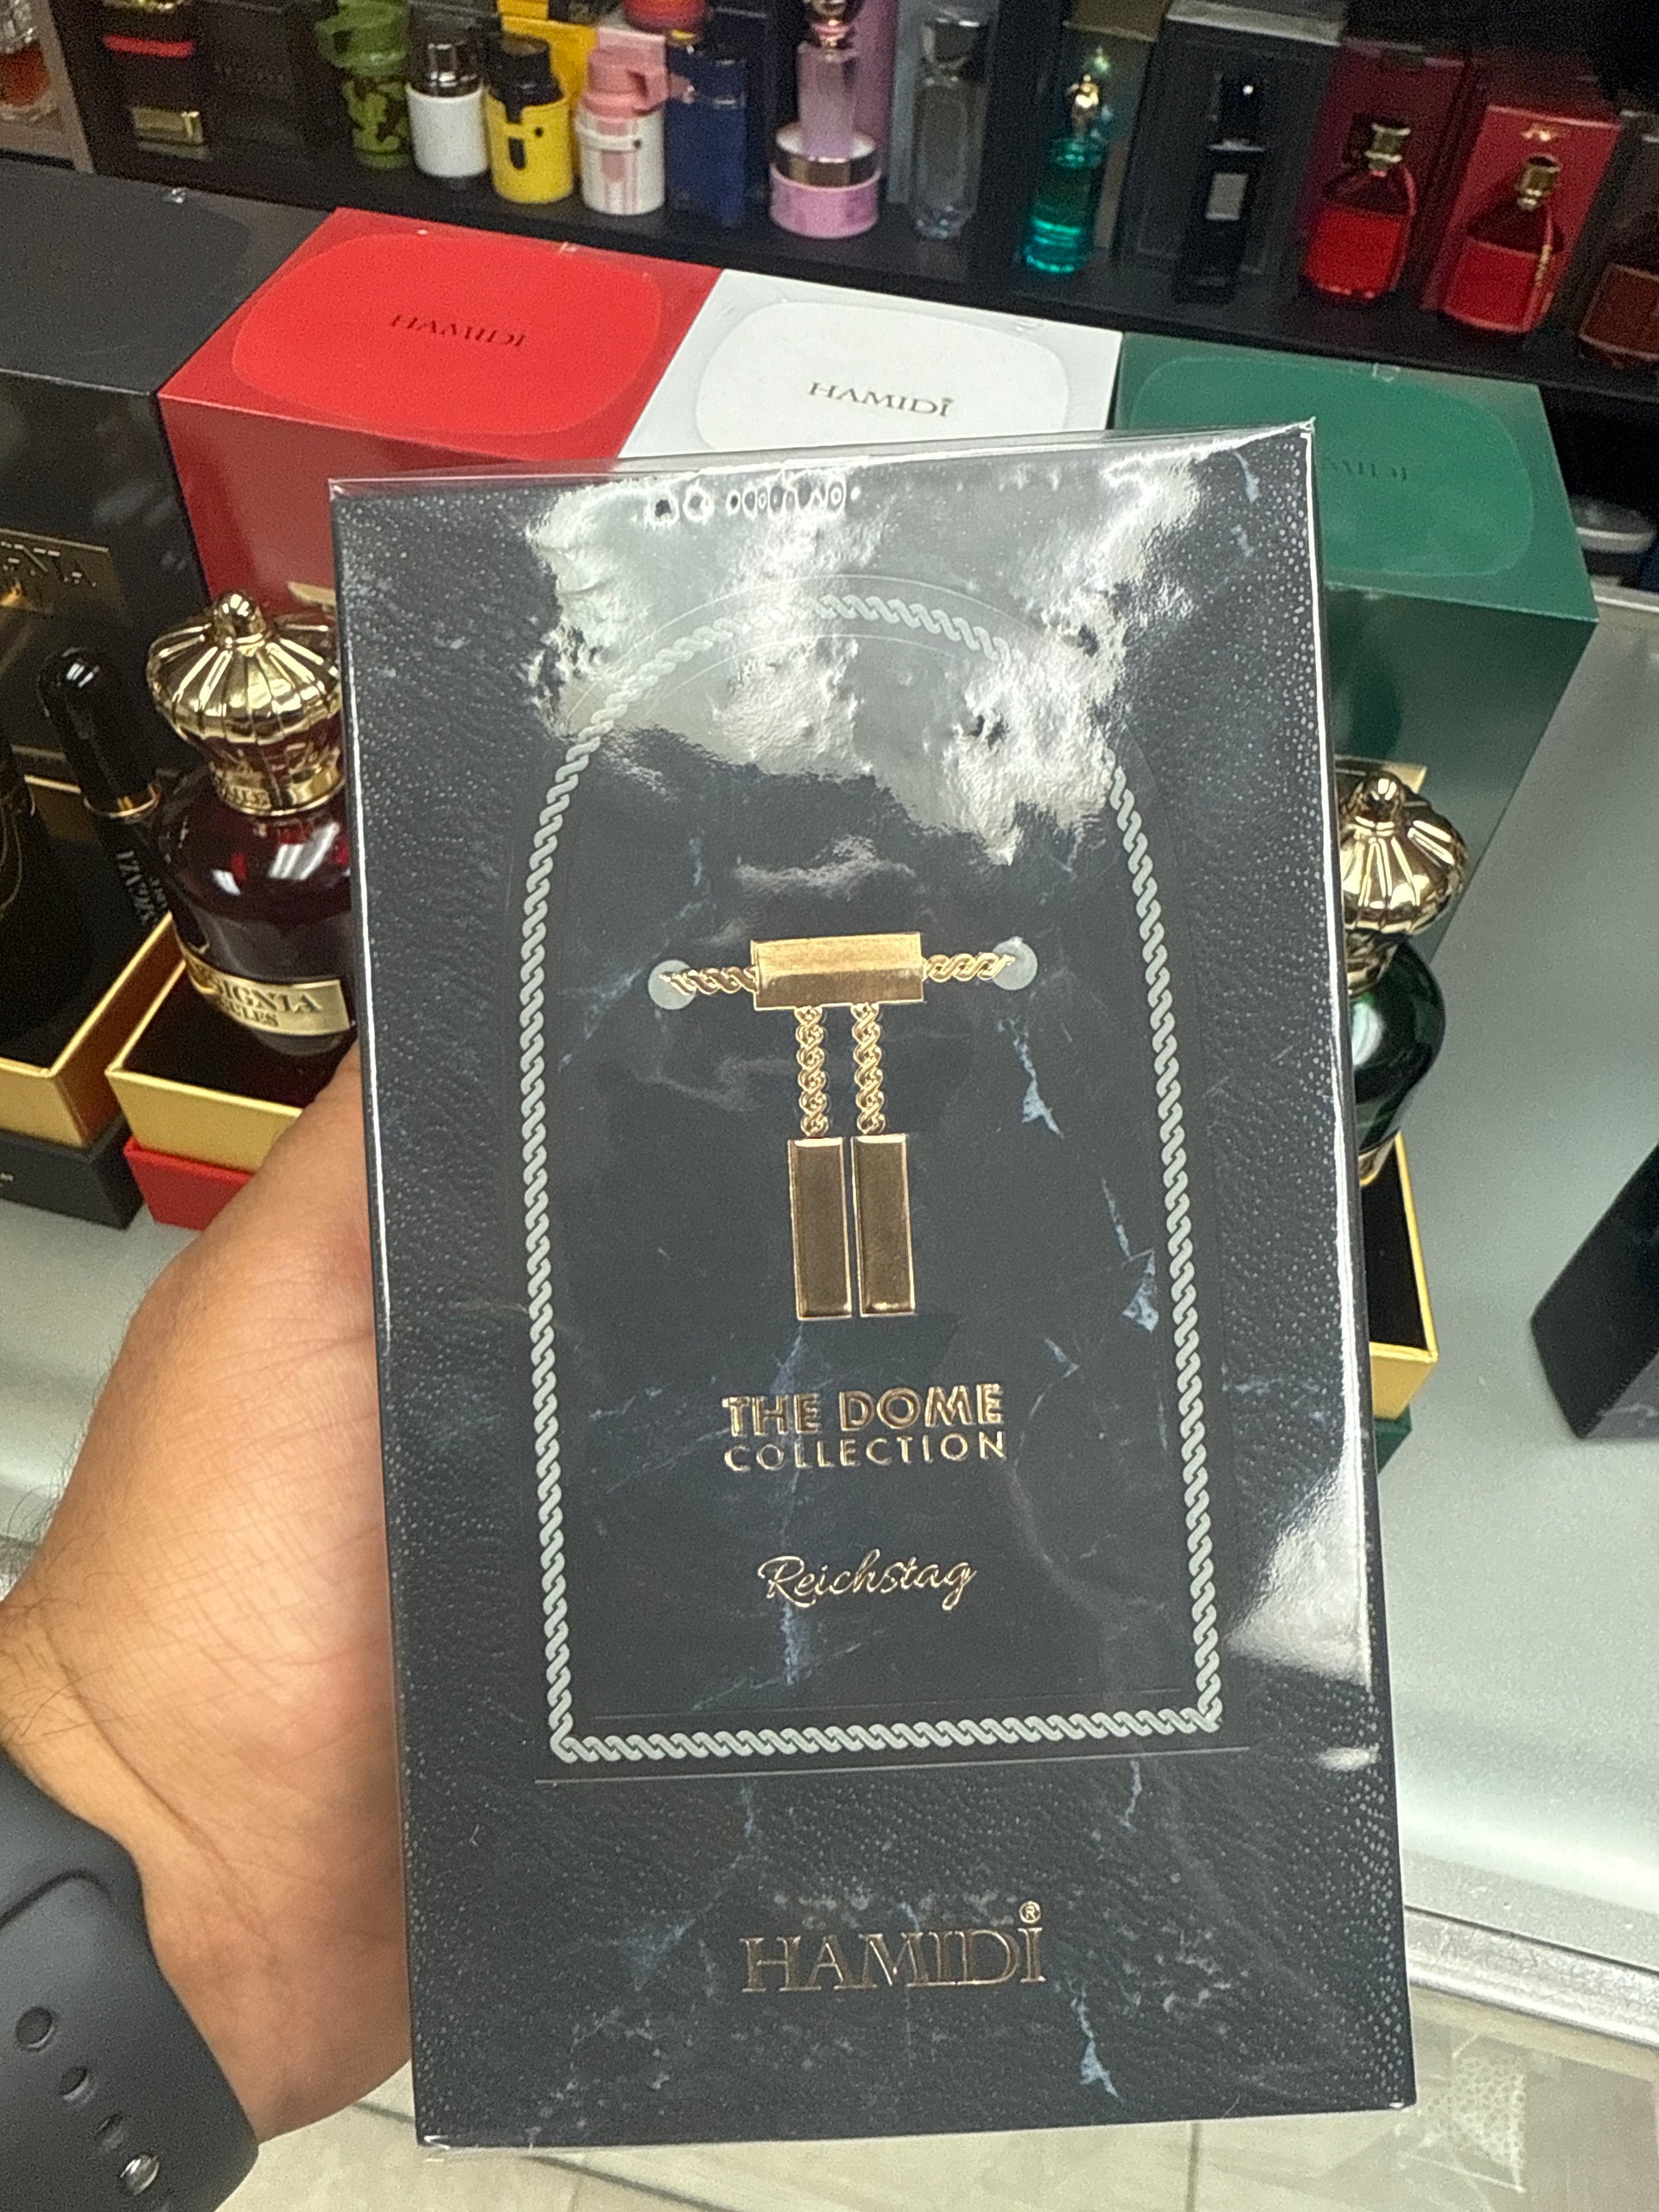 HAMIDI
HAMIDI
THE DOME
COLLECTION
Reichstag
HAMIDI®